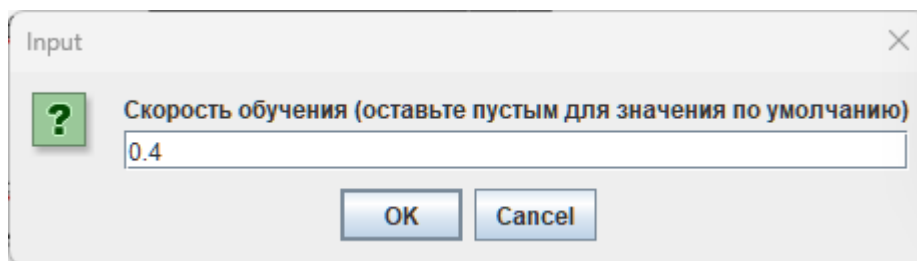 Input
?
Скорость обучения (оставьте пустым для значения по умолчанию)
0.4
OK
Cancel